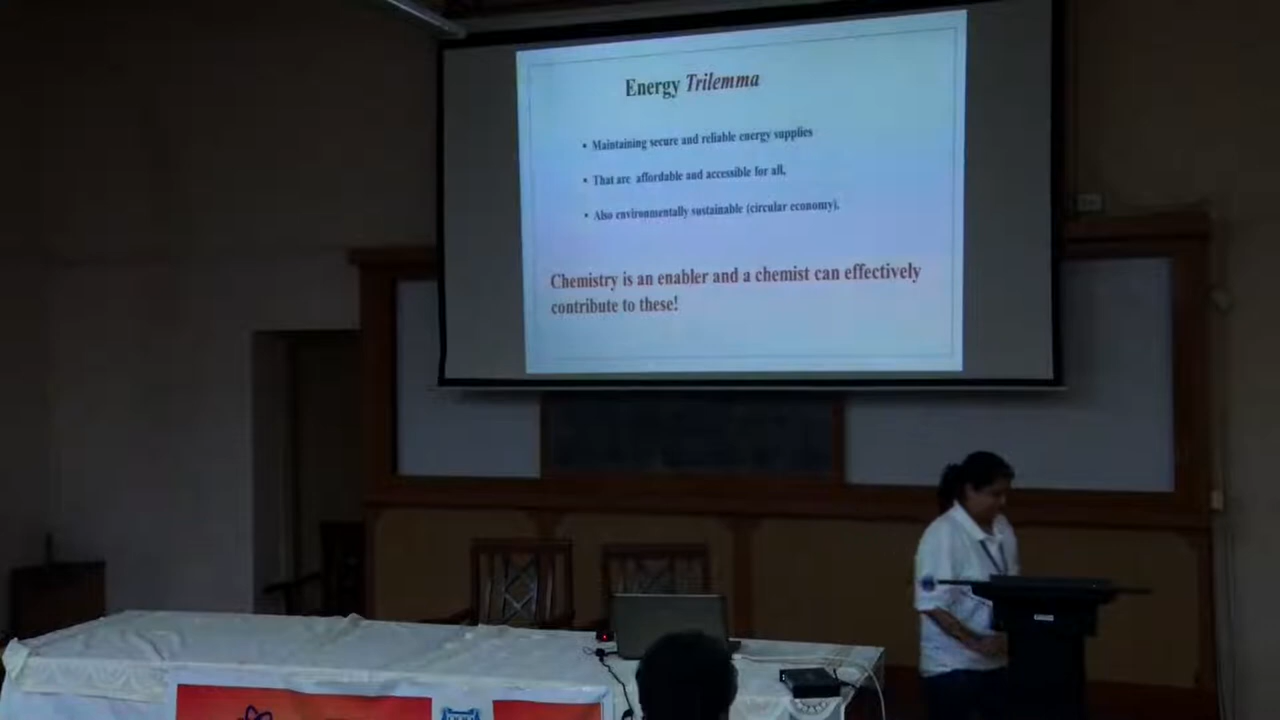 Energy Trilemma
• Maintaining secure and reliable energy supplies
• That are affordable and accessible for all,
• Also environmentally sustainable (circular economy).
Chemistry is an enabler and a chemist can effectively
contribute to these!